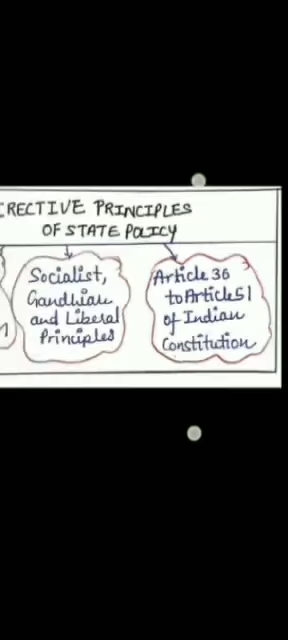 IRECTIVE PRINCIPLES
OF STATE POLICY
Socialist,
Gandhian
and Liberal
Principles
Article 36
to Article 51
of Indian
Constitution